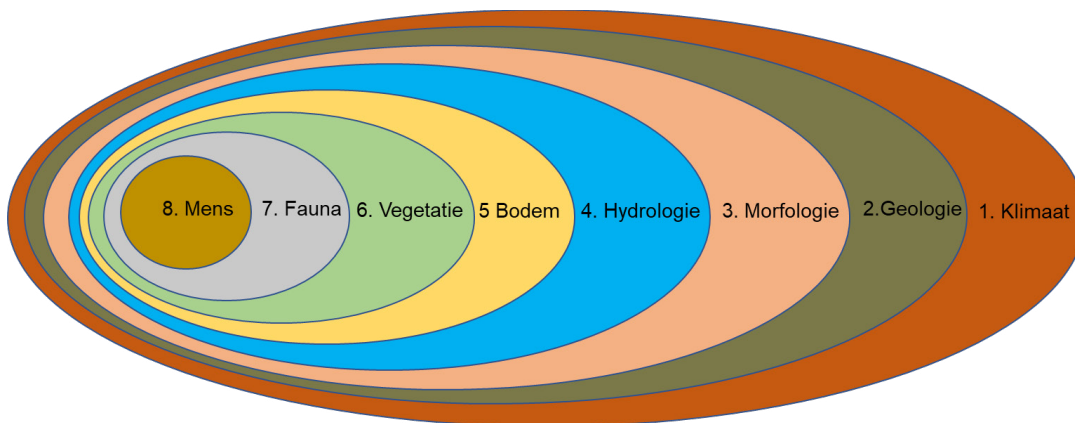 8. Mens
7. Fauna
6. Vegetatie
5 Bodem
4. Hydrologie
3. Morfologie
2.Geologie
1. Klimaat